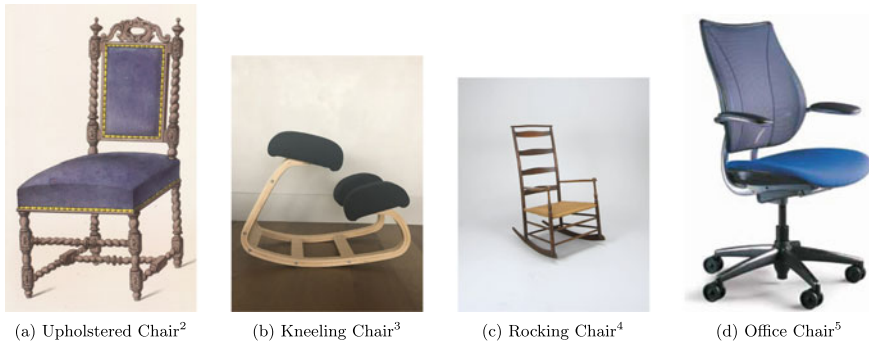 (a) Upholstered Chair²
(b) Kneeling Chair³
(c) Rocking Chair⁴
(d) Office Chair⁵